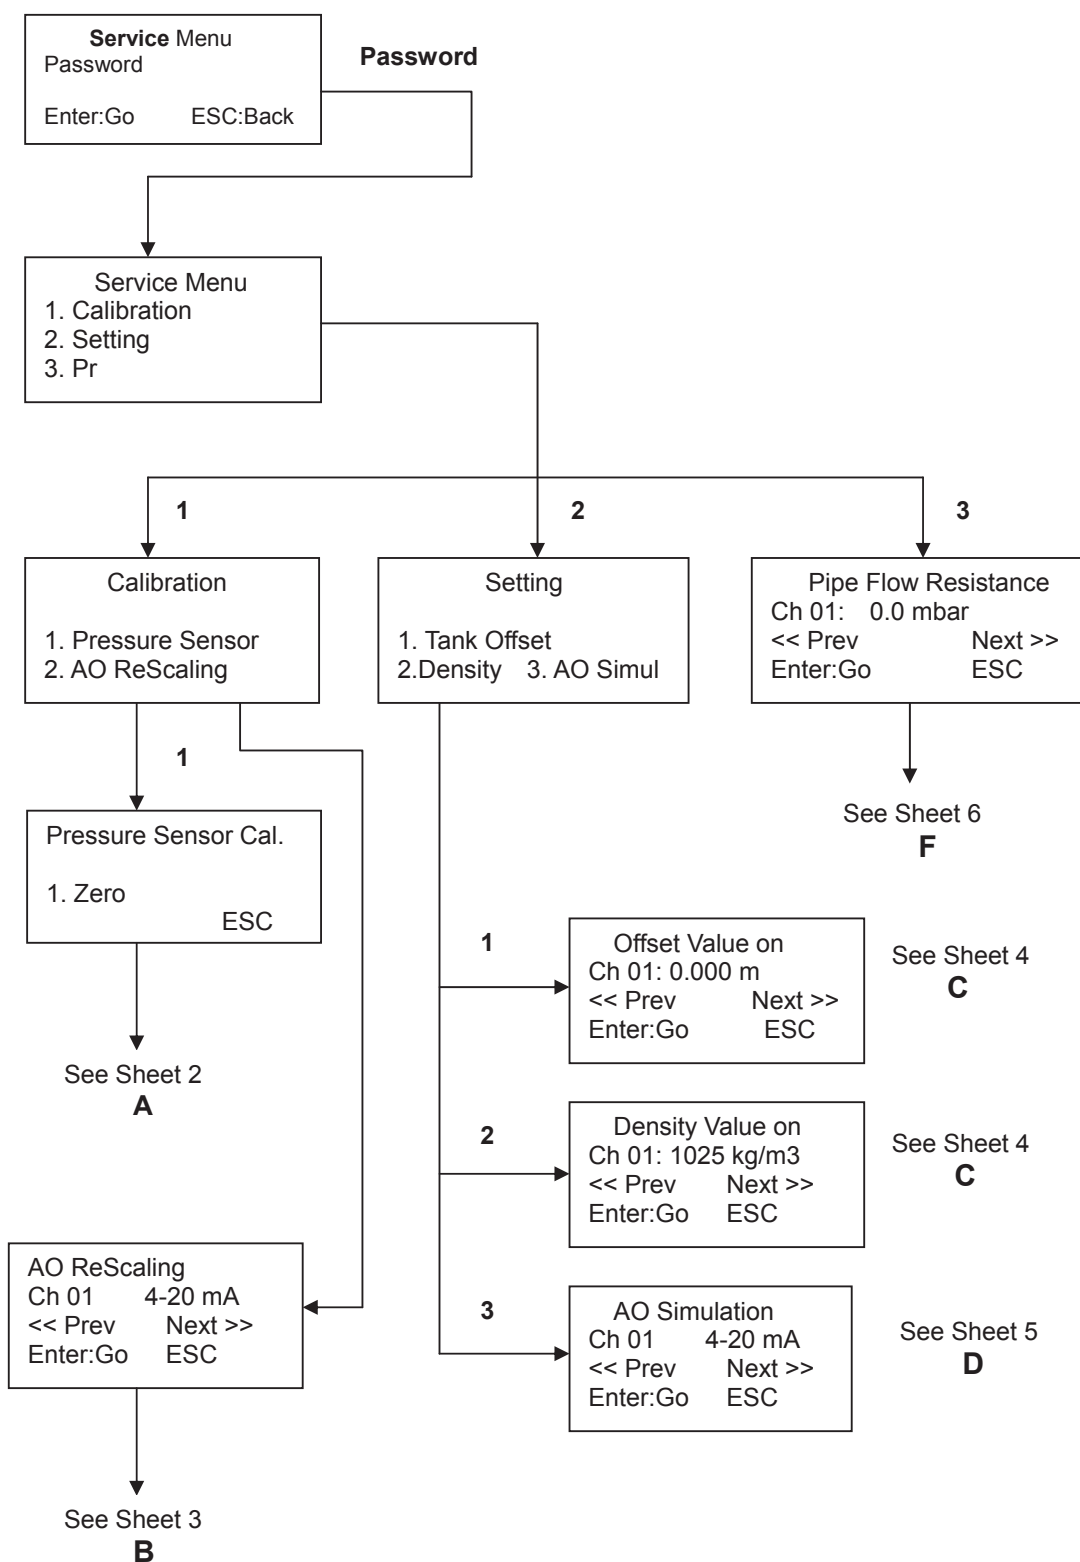 Service Menu
Password
Enter:Go ESC:Back
Password
Service Menu
1. Calibration
2. Setting
3. Pr
1
2
3
Calibration
1. Pressure Sensor
2. AO ReScaling
Setting
1. Tank Offset
2.Density 3. AO Simul
Pipe Flow Resistance
Ch 01: 0.0 mbar
<< Prev Next >>
Enter:Go ESC
1
See Sheet 6
F
Pressure Sensor Cal.
1. Zero
ESC
1
Offset Value on
Ch 01: 0.000 m
<< Prev Next >>
Enter:Go ESC
See Sheet 4
C
See Sheet 2
A
2
Density Value on
Ch 01: 1025 kg/m3
<< Prev Next >>
Enter:Go ESC
See Sheet 4
C
AO ReScaling
Ch 01 4-20 mA
<< Prev Next >>
Enter:Go ESC
3
AO Simulation
Ch 01 4-20 mA
<< Prev Next >>
Enter:Go ESC
See Sheet 5
D
See Sheet 3
B